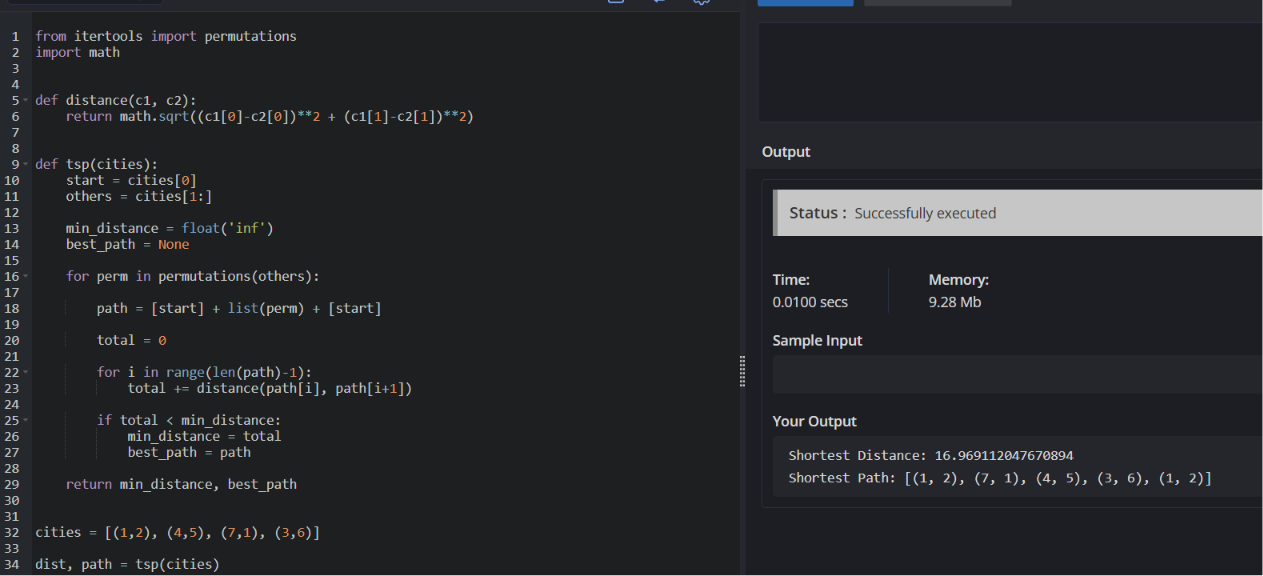 1 from itertools import permutations
2 import math
3
4
5 def distance(c1, c2):
6     return math.sqrt((c1[0]-c2[0])**2 + (c1[1]-c2[1])**2)
7
8
9 def tsp(cities):
10     start = cities[0]
11     others = cities[1:]
12
13     min_distance = float('inf')
14     best_path = None
15
16     for perm in permutations(others):
17
18         path = [start] + list(perm) + [start]
19
20         total = 0
21
22         for i in range(len(path)-1):
23             total += distance(path[i], path[i+1])
24
25         if total < min_distance:
26             min_distance = total
27             best_path = path
28
29     return min_distance, best_path
30
31
32 cities = [(1,2), (4,5), (7,1), (3,6)]
33
34 dist, path = tsp(cities)
Output
Status : Successfully executed
Time: Memory:
0.0100 secs 9.28 Mb
Sample Input
Your Output
Shortest Distance: 16.969112047670894
Shortest Path: [(1, 2), (7, 1), (4, 5), (3, 6), (1, 2)]